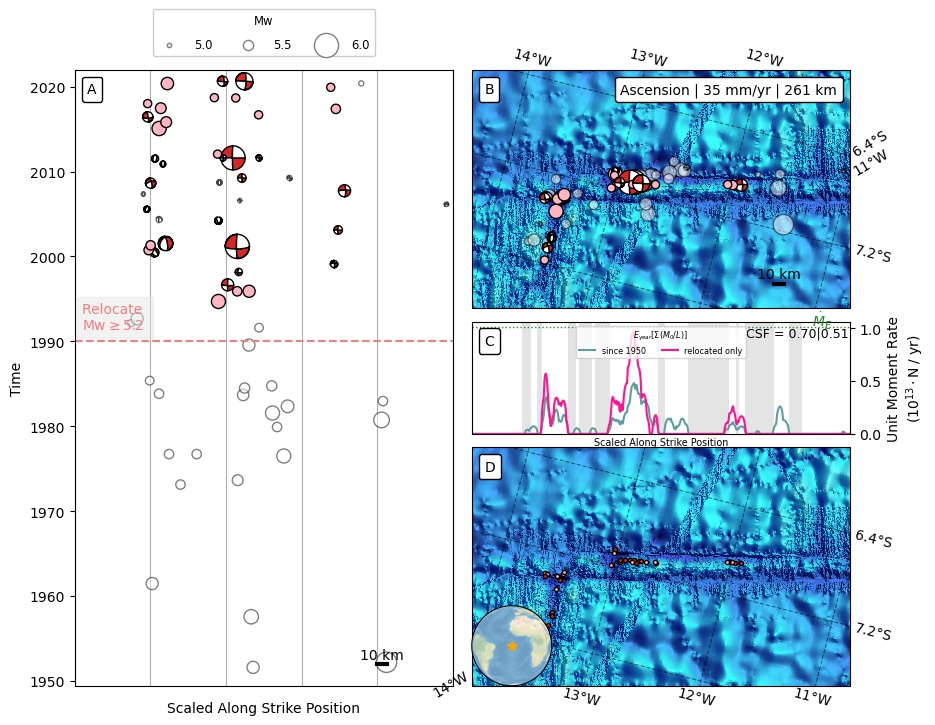 Mw
5.0 5.5 6.0
A
2020
2010
2000
1990
1980
1970
1960
1950
Time
Relocate
Mw ≥ 5.2
10 km
Scaled Along Strike Position
14°W 13°W 12°W
B
Ascension | 35 mm/yr | 261 km
6.4°S
11°W
7.2°S
10 km
C
E_year[Σ(M₀/L)]
since 1950 relocated only
CSF = 0.70|0.51
Ṁ_E
1.0
0.5
0.0
Unit Moment Rate
(10¹³ · N / yr)
Scaled Along Strike Position
D
6.4°S
7.2°S
14°W
13°W 12°W 11°W